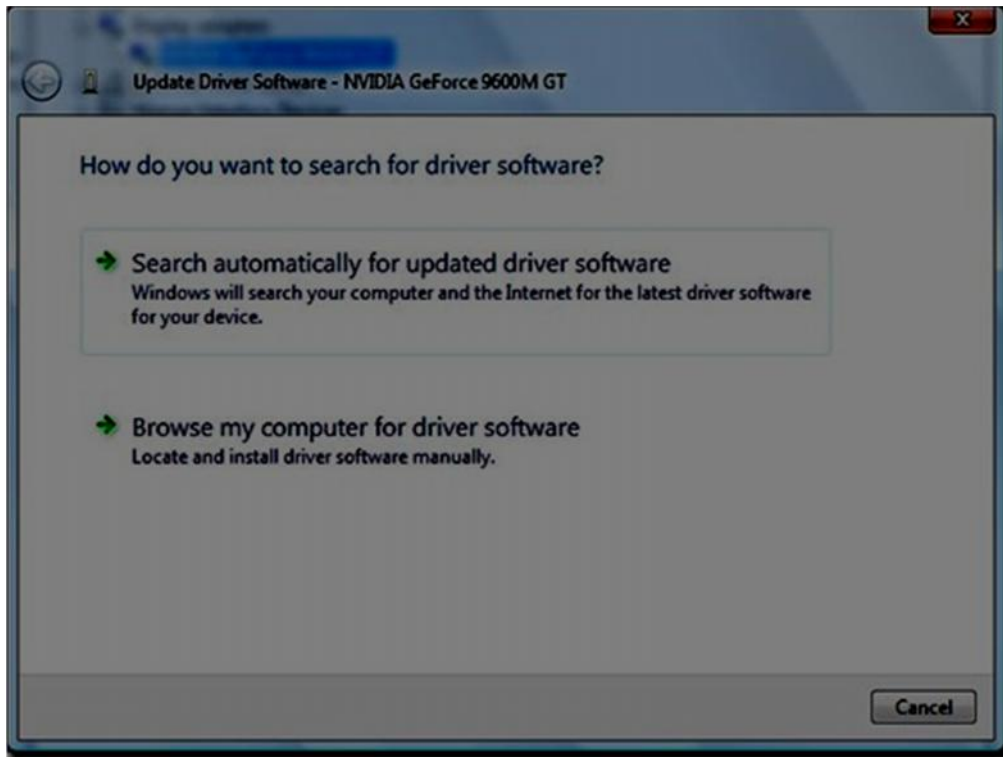 Update Driver Software - NVIDIA GeForce 9600M GT
How do you want to search for driver software?
Search automatically for updated driver software
Windows will search your computer and the Internet for the latest driver software
for your device.
Browse my computer for driver software
Locate and install driver software manually.
Cancel